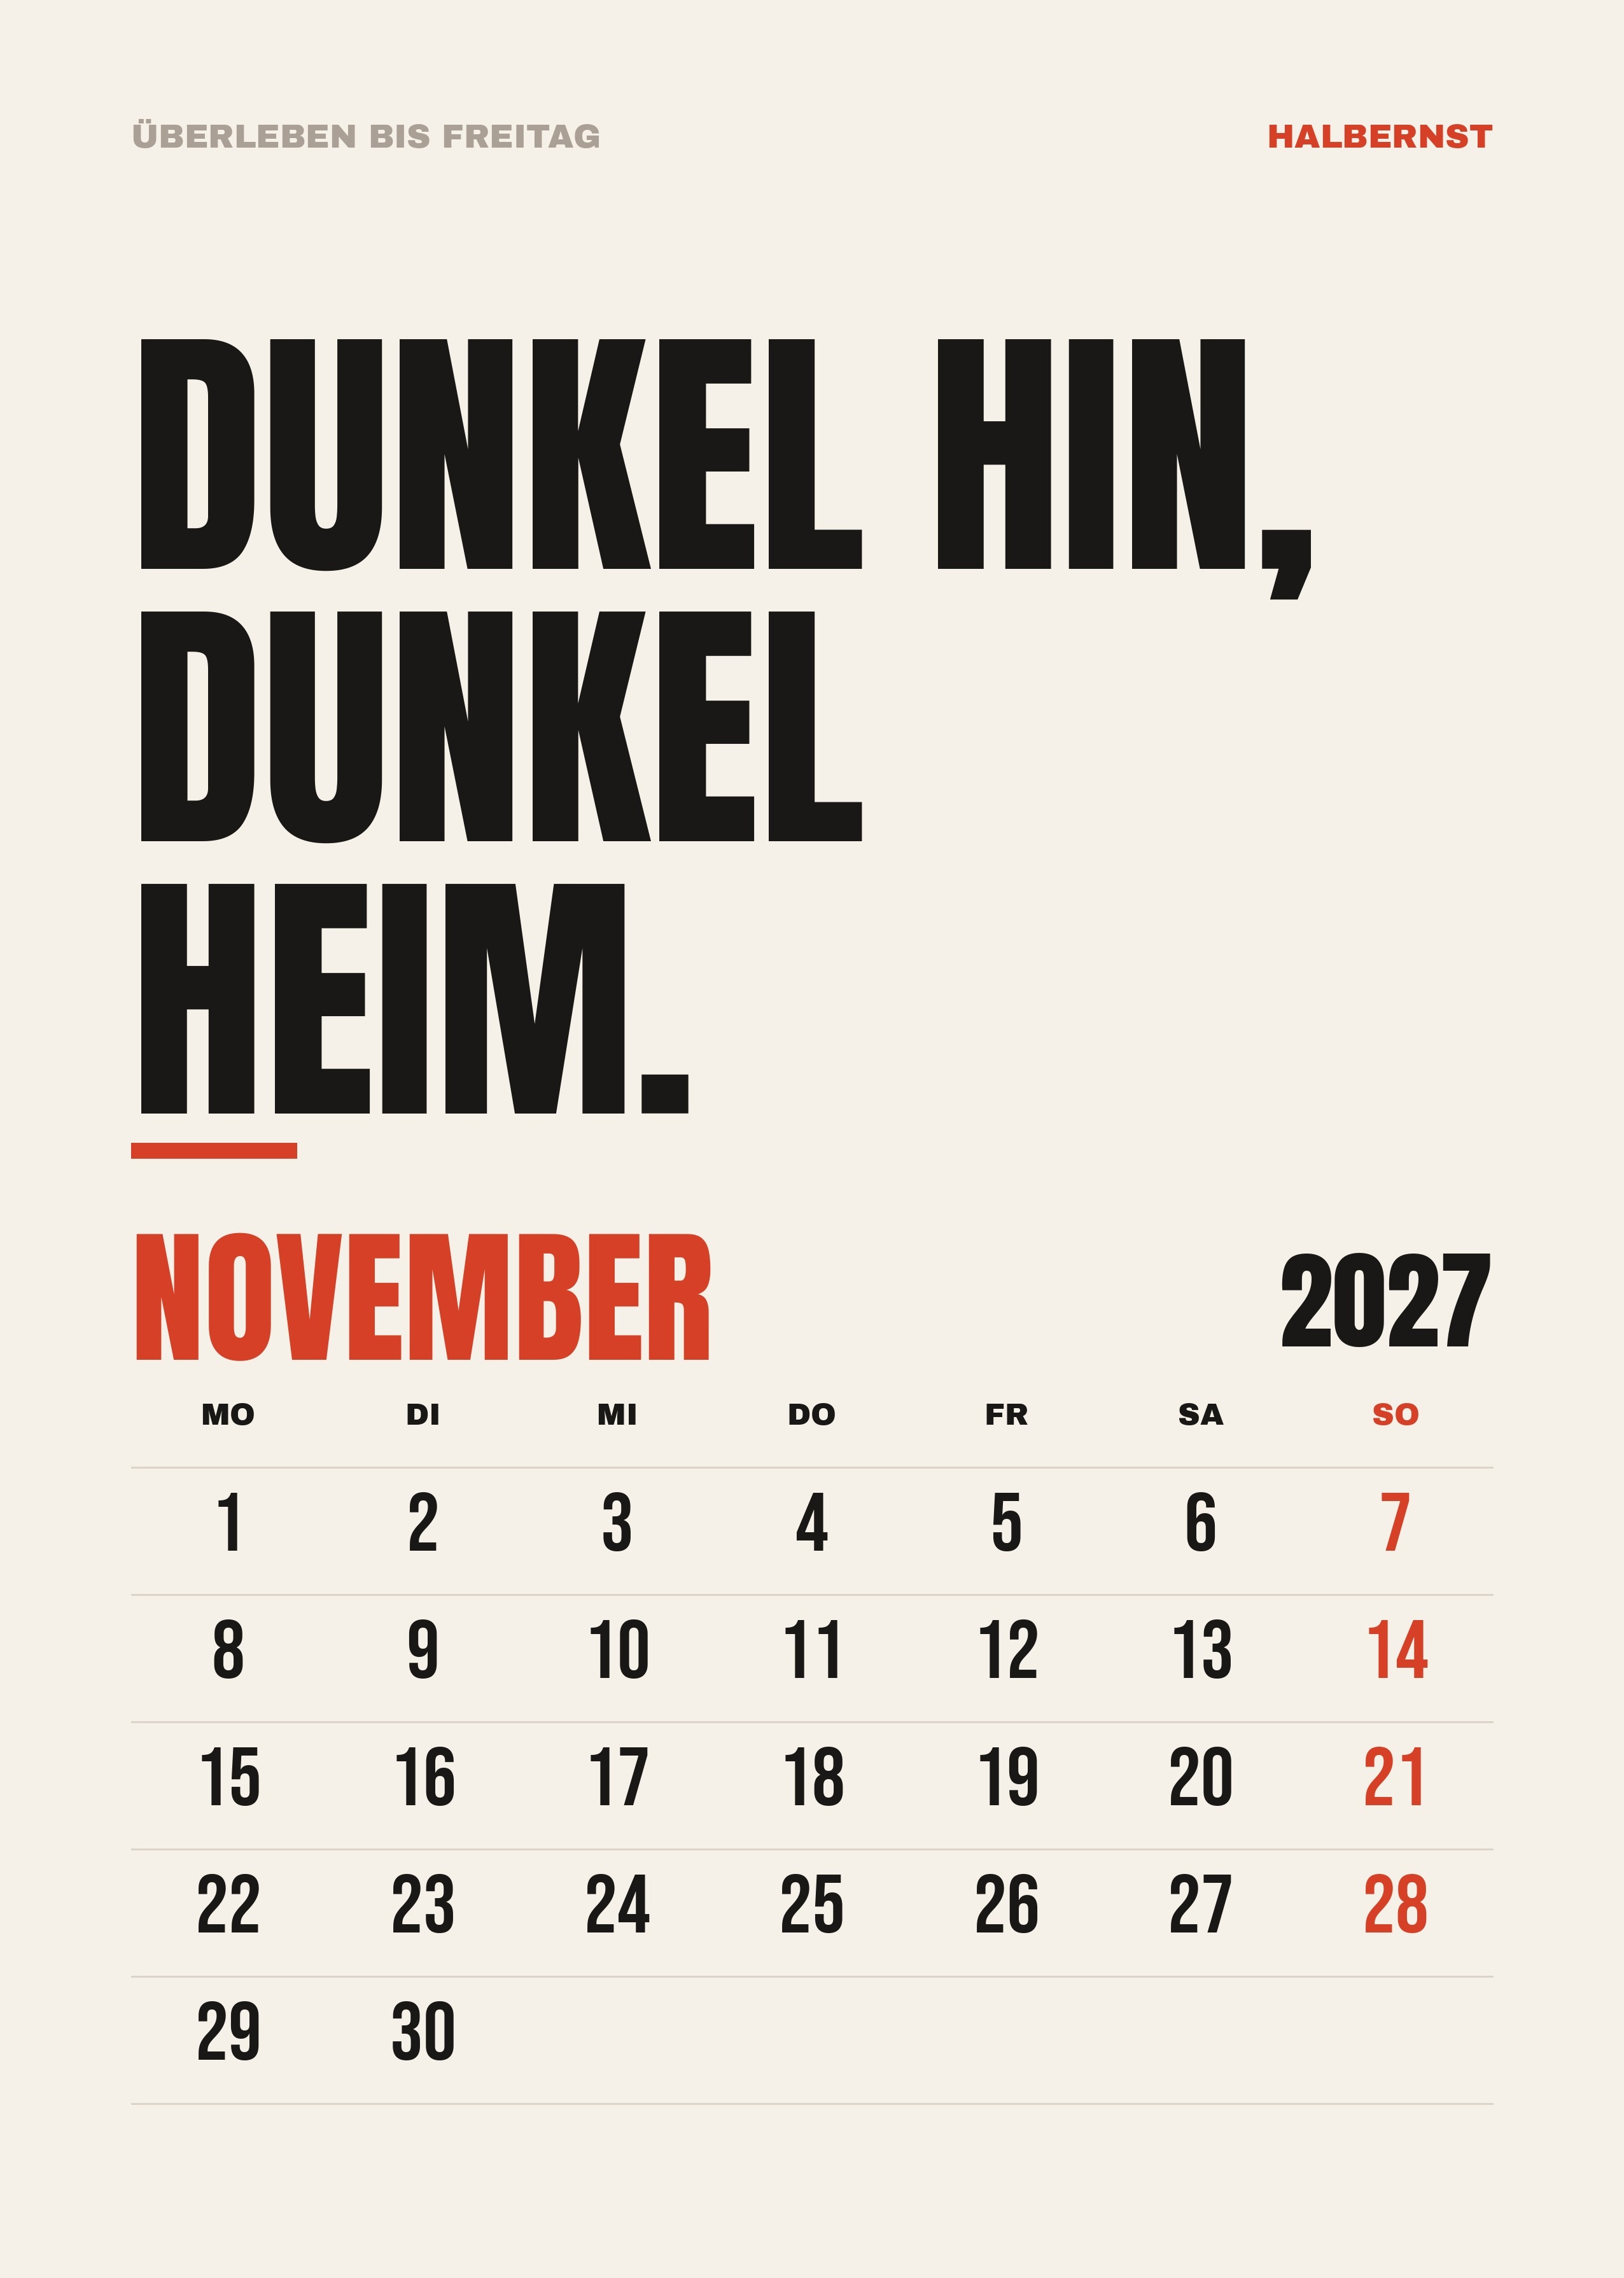 ÜBERLEBEN BIS FREITAG HALBERNST
DUNKEL HIN,
DUNKEL
HEIM.
NOVEMBER 2027
MO DI MI DO FR SA SO
1 2 3 4 5 6 7
8 9 10 11 12 13 14
15 16 17 18 19 20 21
22 23 24 25 26 27 28
29 30